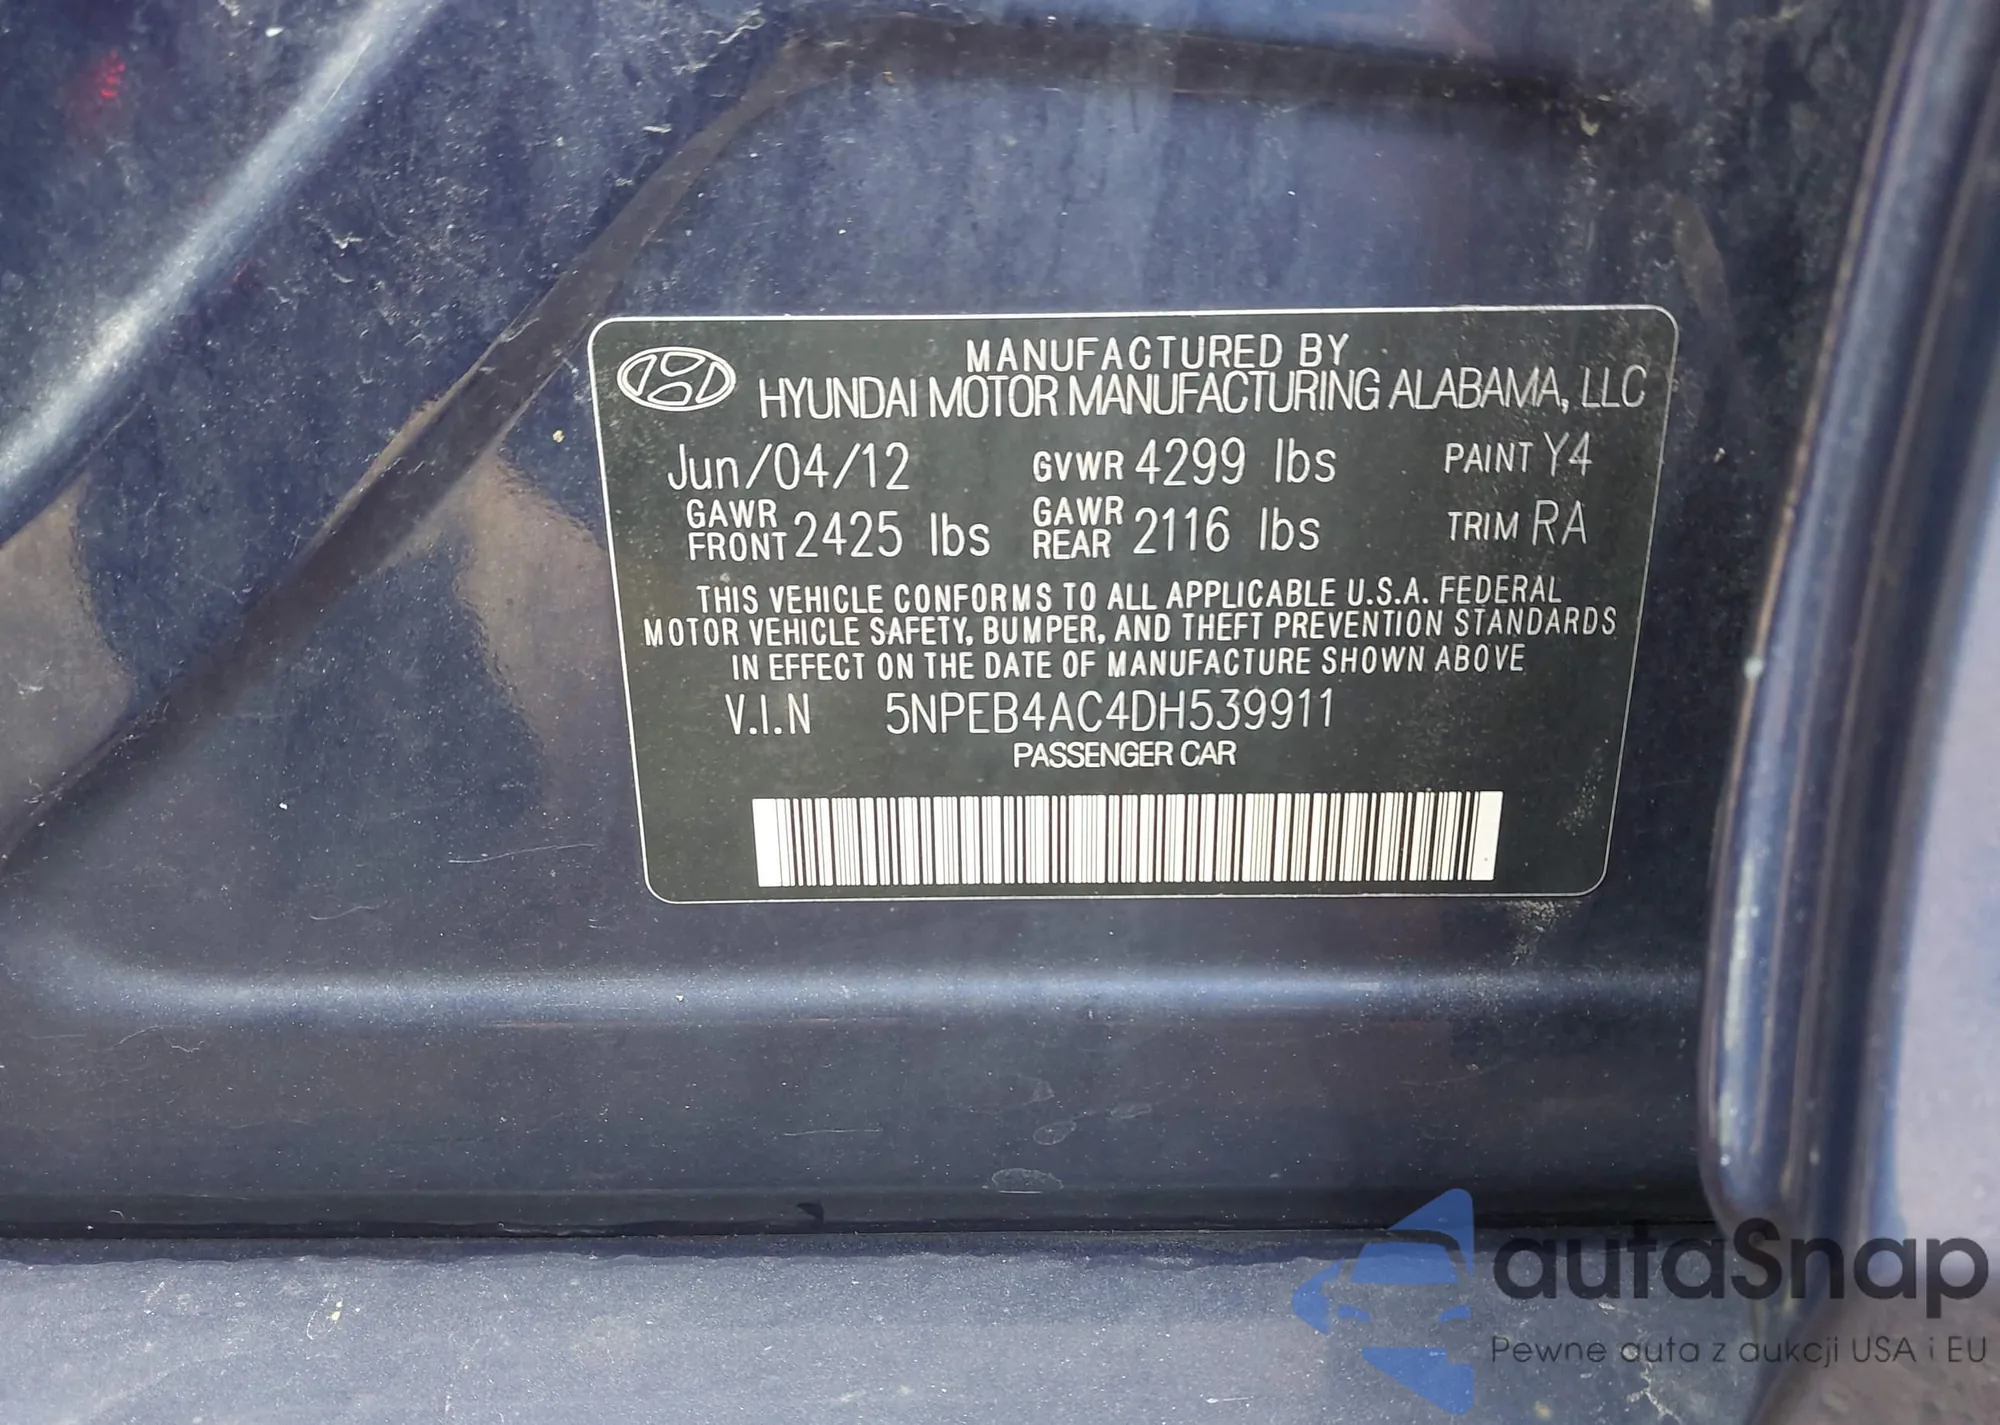 MANUFACTURED BY
HYUNDAI MOTOR MANUFACTURING ALABAMA, LLC
Jun/04/12 GVWR 4299 lbs PAINT Y4
GAWR FRONT 2425 lbs GAWR REAR 2116 lbs TRIM RA
THIS VEHICLE CONFORMS TO ALL APPLICABLE U.S.A. FEDERAL
MOTOR VEHICLE SAFETY, BUMPER, AND THEFT PREVENTION STANDARDS
IN EFFECT ON THE DATE OF MANUFACTURE SHOWN ABOVE
V.I.N 5NPEB4AC4DH539911
PASSENGER CAR
autaSnap
Pewne auta z aukcji USA i EU